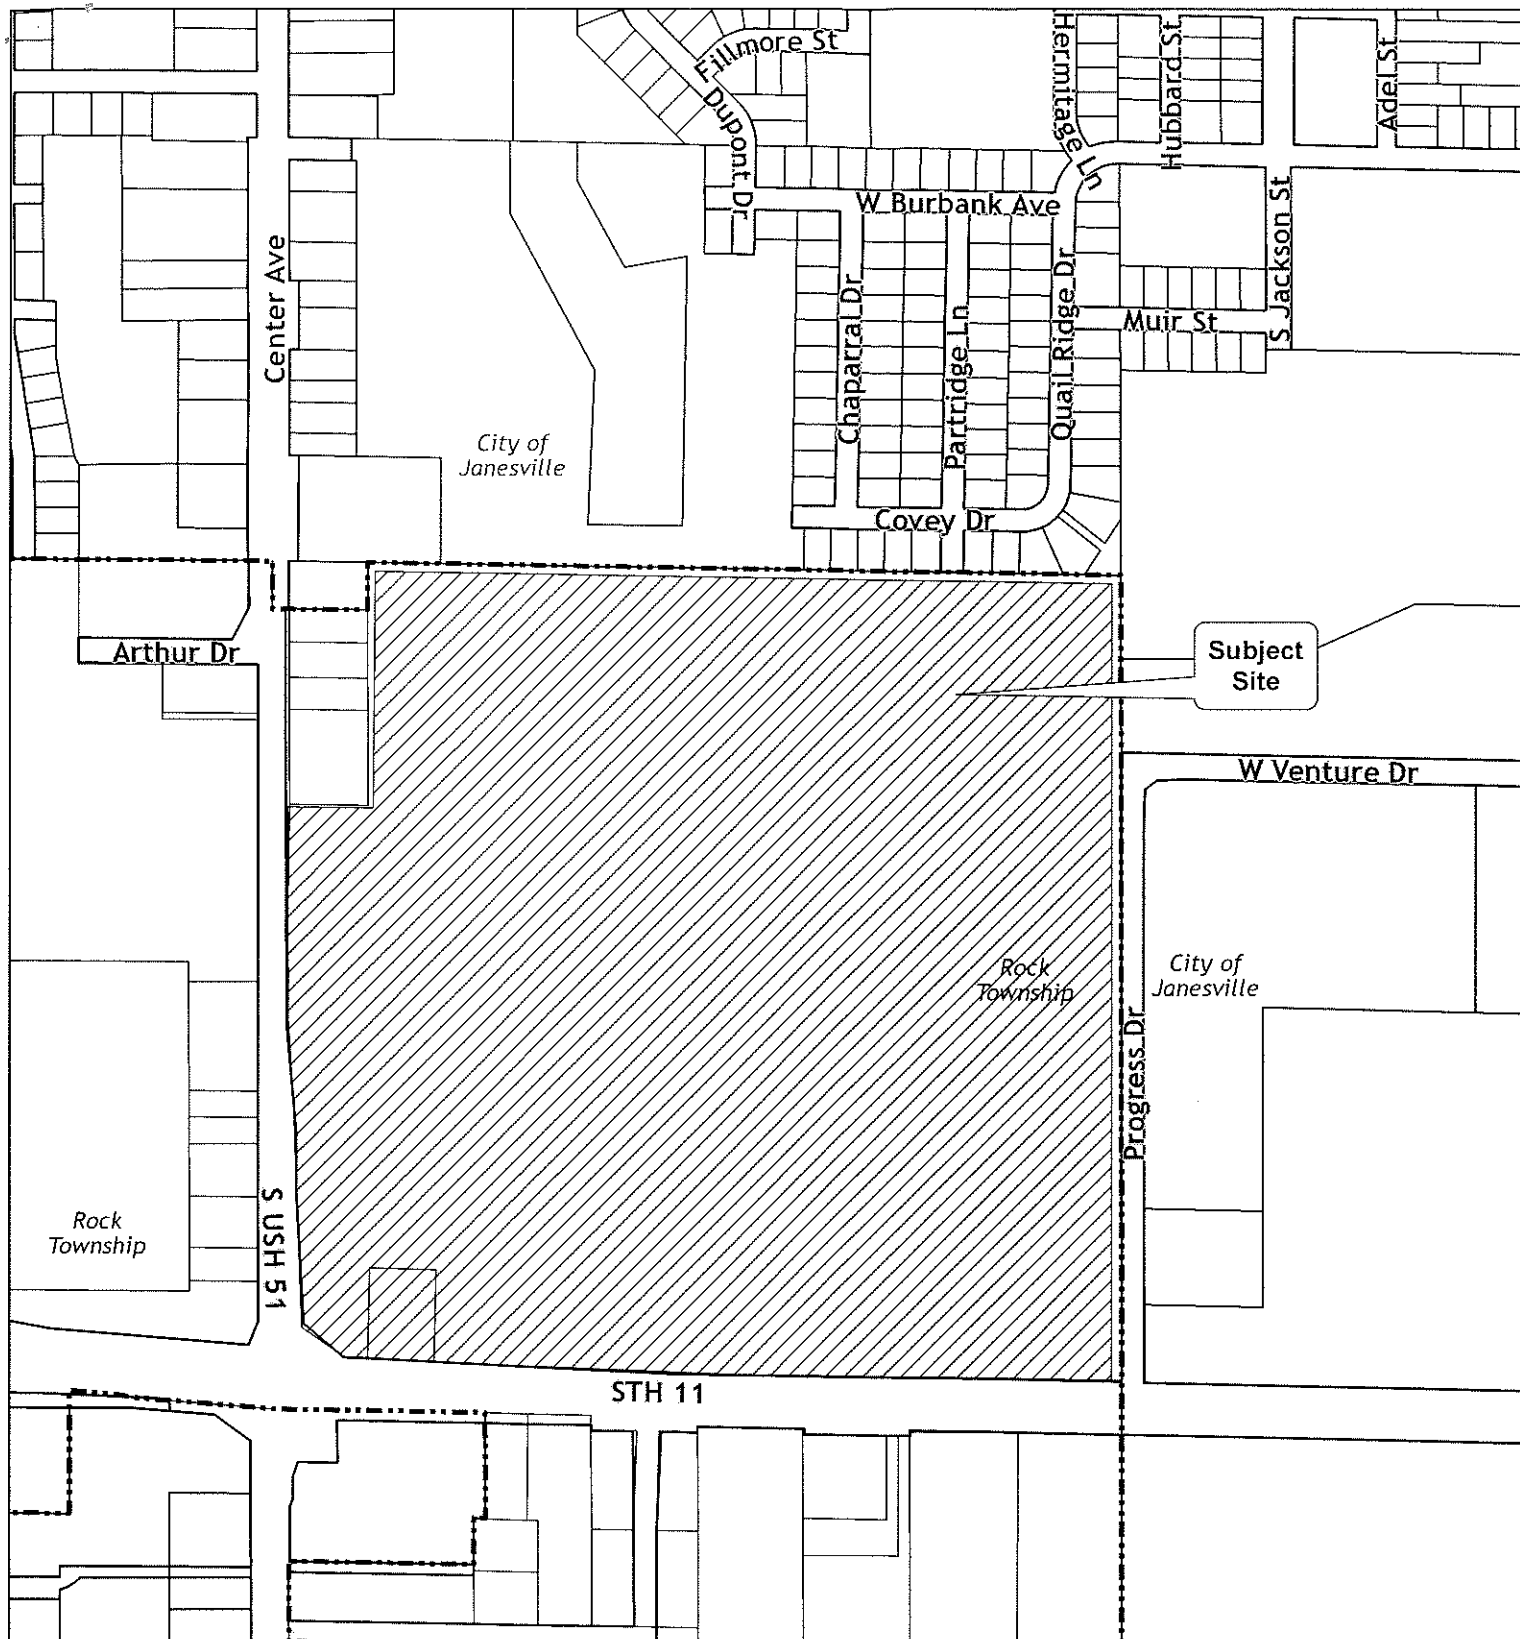 Fillmore St
Dupont Dr
Hermitage Ln
Hubbard St
Adel St
W Burbank Ave
Center Ave
Chaparral Dr
Partridge Ln
Quail Ridge Dr
S Jackson St
Muir St
City of
Janesville
Covey Dr
Arthur Dr
Subject
Site
W Venture Dr
Rock
Township
City of
Janesville
Progress Dr
Rock
Township
S USH 51
STH 11